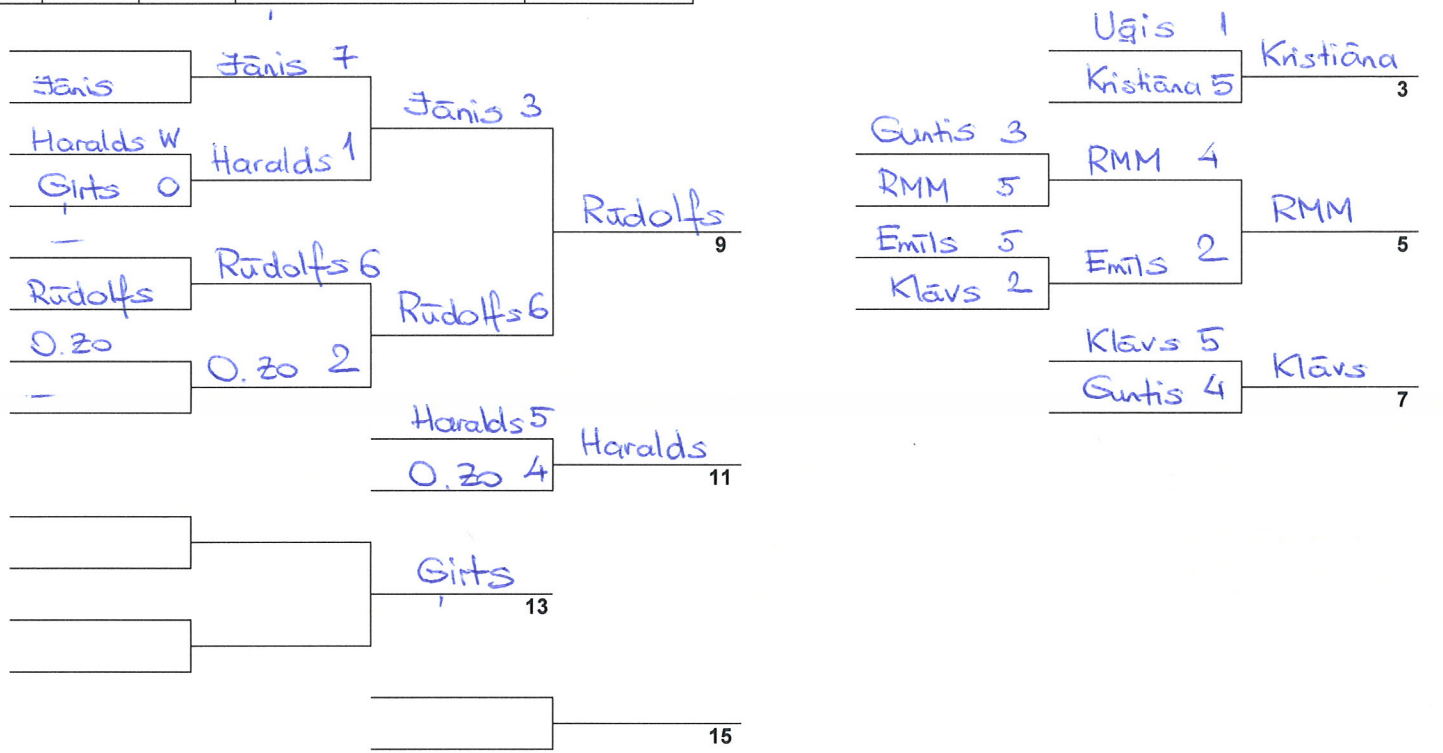 Jānis
Jānis 7
Haralds W
Ģirts 0
Haralds 1
Jānis 3
–
Rūdolfs
Rūdolfs 6
O.Zo
–
O.Zo 2
Rūdolfs 6
Rūdolfs
9
Haralds 5
O.Zo 4
Haralds
11
Ģirts
13
15
Uģis 1
Kristiāna 5
Kristiāna
3
Guntis 3
RMM 5
RMM 4
Emīls 5
Klāvs 2
Emīls 2
RMM
5
Klāvs 5
Guntis 4
Klāvs
7